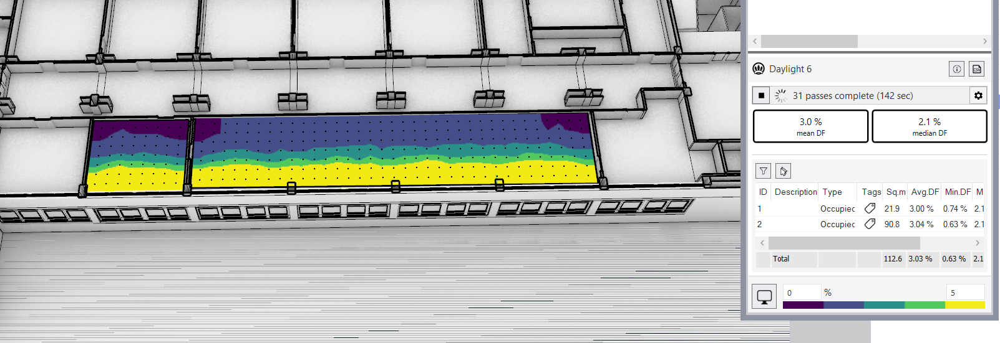 Daylight 6
31 passes complete (142 sec)
3.0 %
mean DF
2.1 %
median DF
ID Description Type Tags Sq.m Avg.DF Min.DF M
1 Occupied 21.9 3.00 % 0.74 % 2.1
2 Occupied 90.8 3.04 % 0.63 % 2.1
Total 112.6 3.03 % 0.63 % 2.1
0 % 5